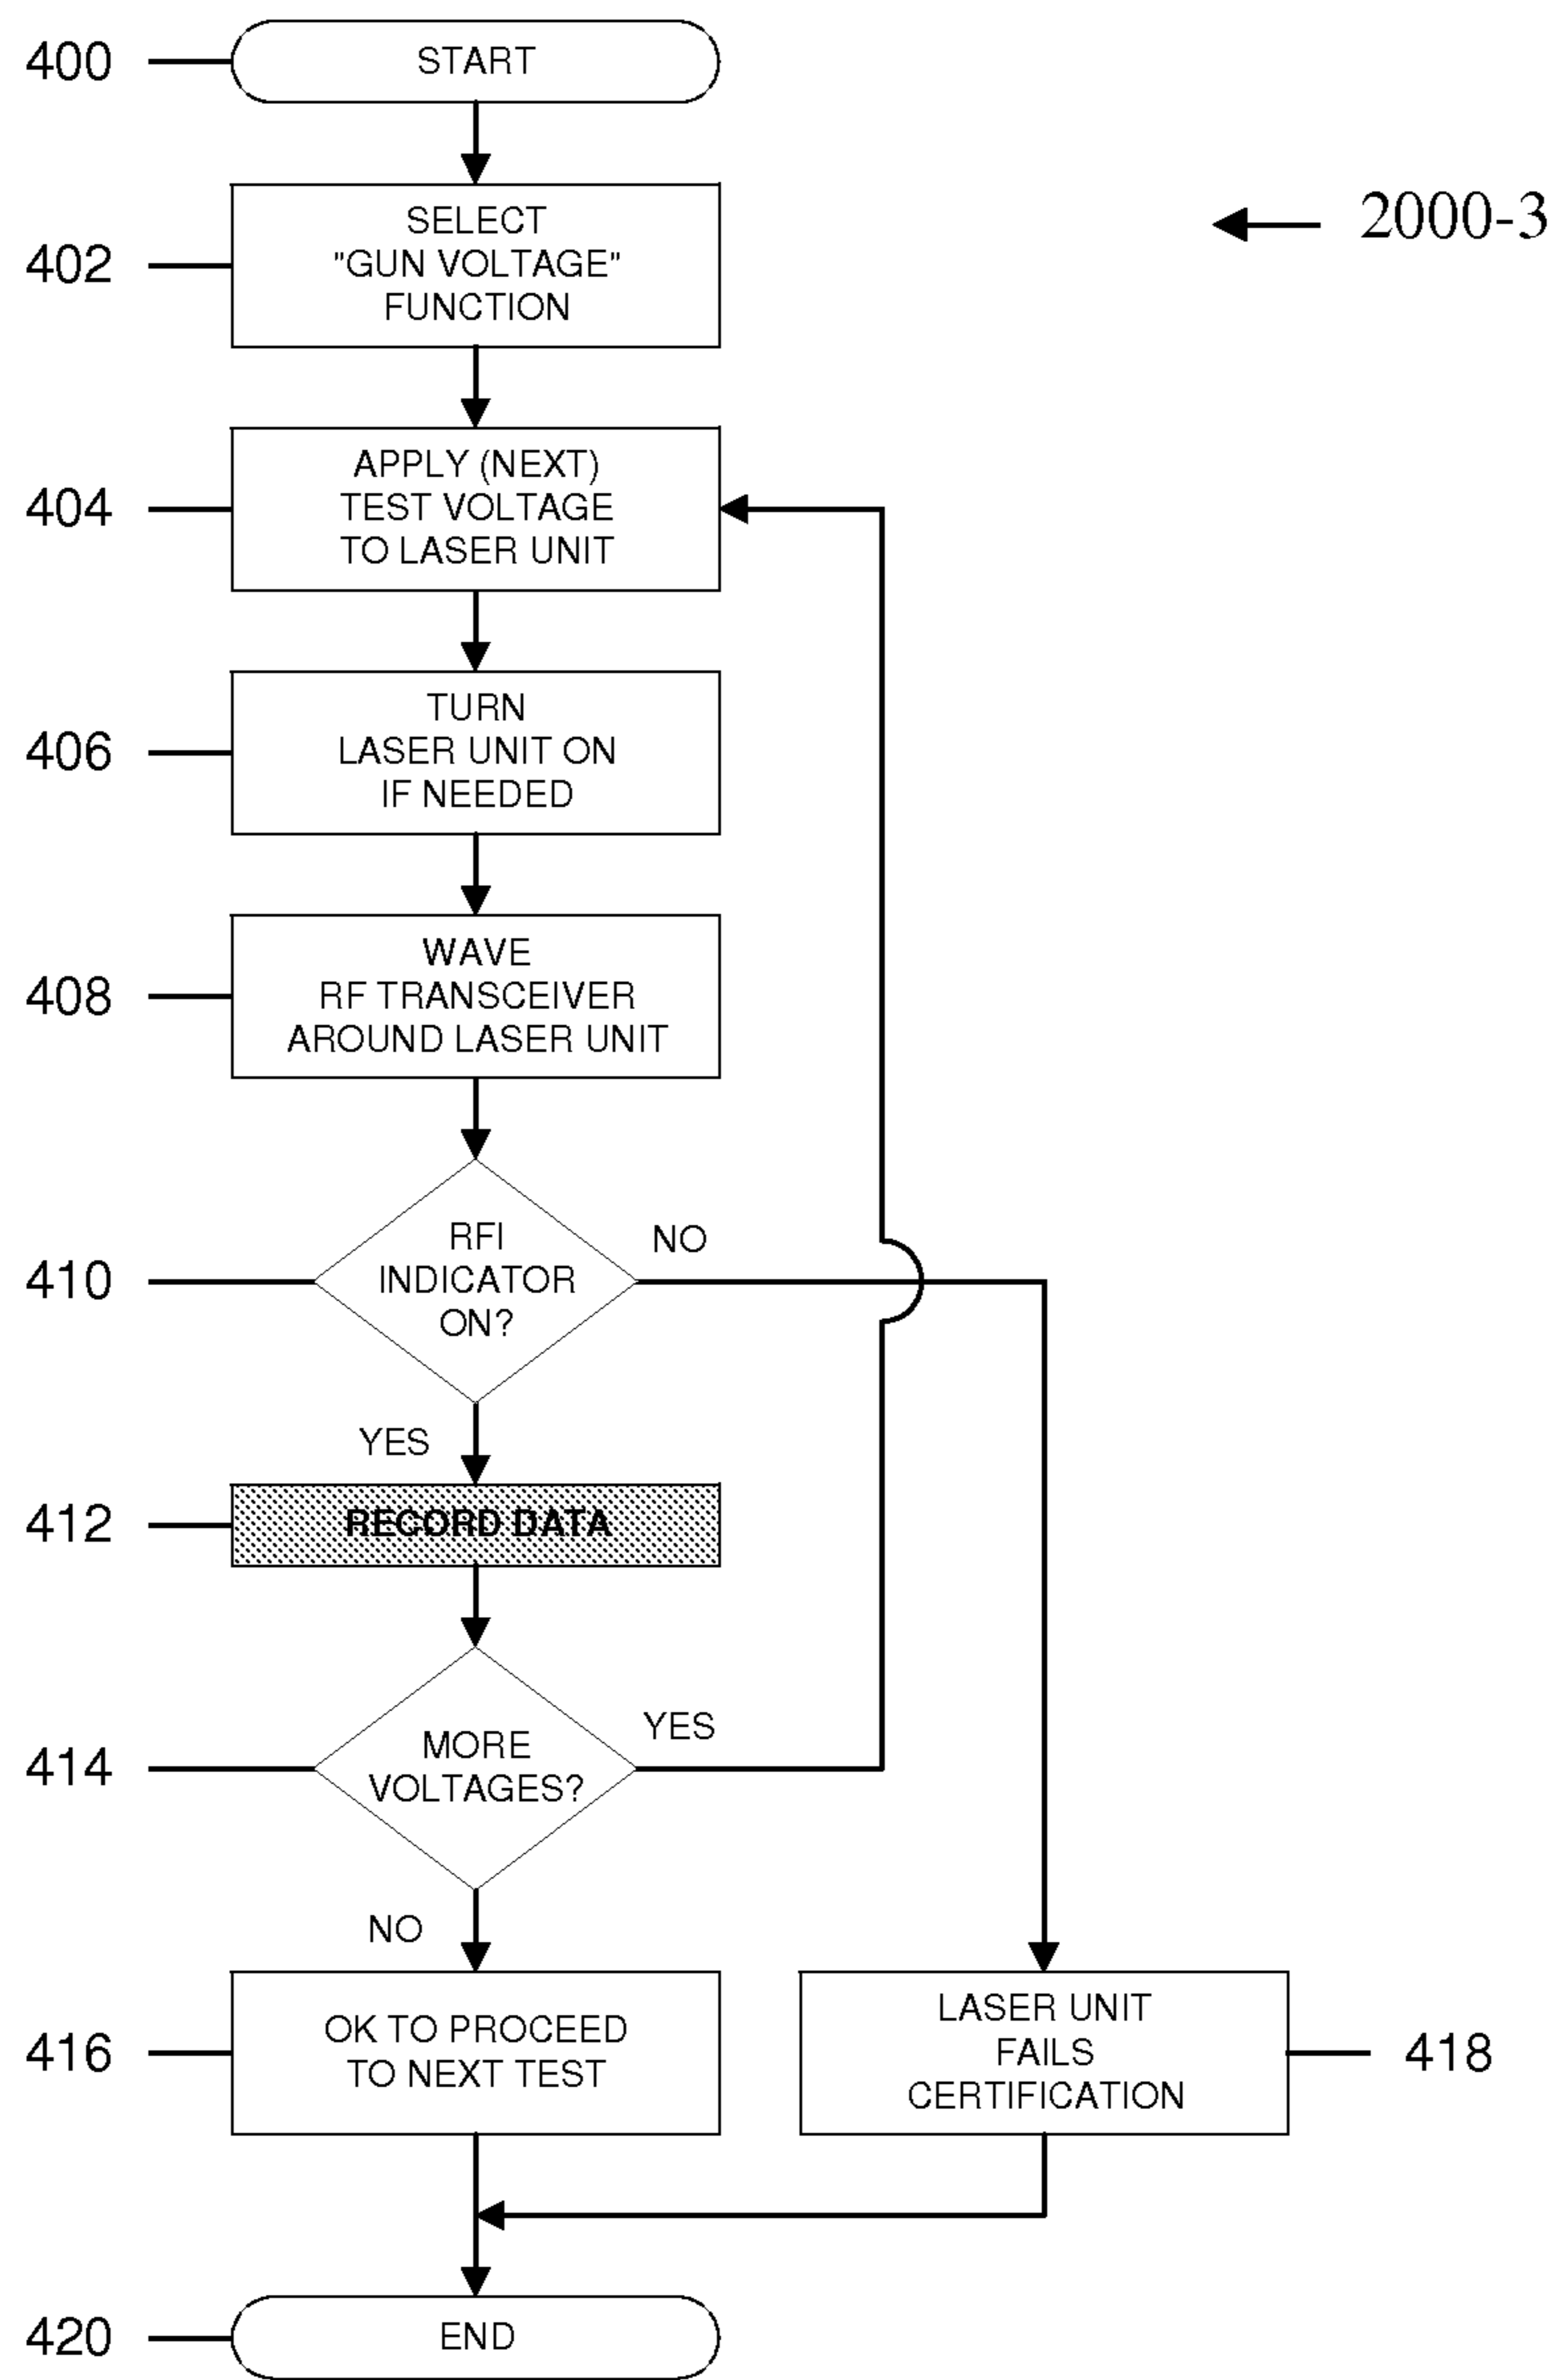 400
START
2000-3
402
SELECT
"GUN VOLTAGE"
FUNCTION
404
APPLY (NEXT)
TEST VOLTAGE
TO LASER UNIT
406
TURN
LASER UNIT ON
IF NEEDED
408
WAVE
RF TRANSCEIVER
AROUND LASER UNIT
410
RFI
INDICATOR
ON?
NO
YES
412
RECORD DATA
414
MORE
VOLTAGES?
YES
NO
416
OK TO PROCEED
TO NEXT TEST
LASER UNIT
FAILS
CERTIFICATION
418
420
END